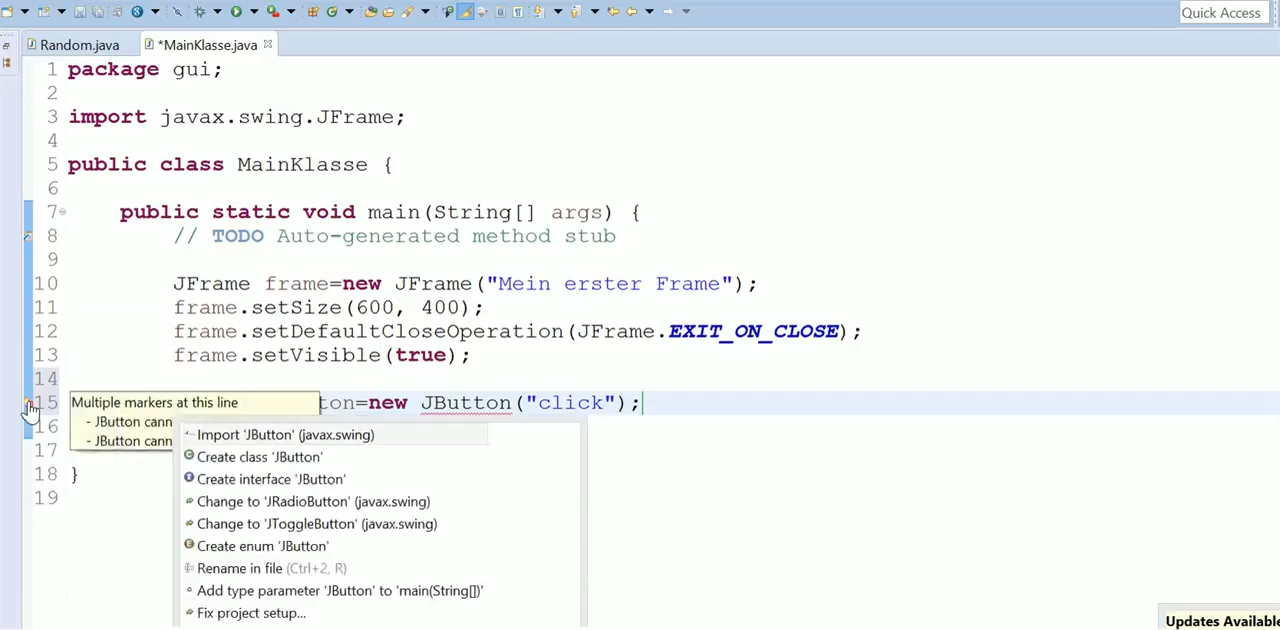 Quick Access
Random.java
*MainKlasse.java
1 package gui;
2
3 import javax.swing.JFrame;
4
5 public class MainKlasse {
6
7 public static void main(String[] args) {
8 // TODO Auto-generated method stub
9
10 JFrame frame=new JFrame("Mein erster Frame");
11 frame.setSize(600, 400);
12 frame.setDefaultCloseOperation(JFrame.EXIT_ON_CLOSE);
13 frame.setVisible(true);
14
15 =new JButton("click");
Multiple markers at this line
- JButton
- JButton
16
17
18 }
19
Import 'JButton' (javax.swing)
Create class 'JButton'
Create interface 'JButton'
Change to 'JRadioButton' (javax.swing)
Change to 'JToggleButton' (javax.swing)
Create enum 'JButton'
Rename in file (Ctrl+2, R)
Add type parameter 'JButton' to 'main(String[])'
Fix project setup...
Updates